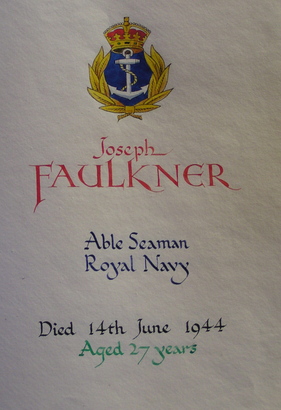 Joseph
FAULKNER
Able Seaman
Royal Navy
Died 14th June 1944
Aged 27 years